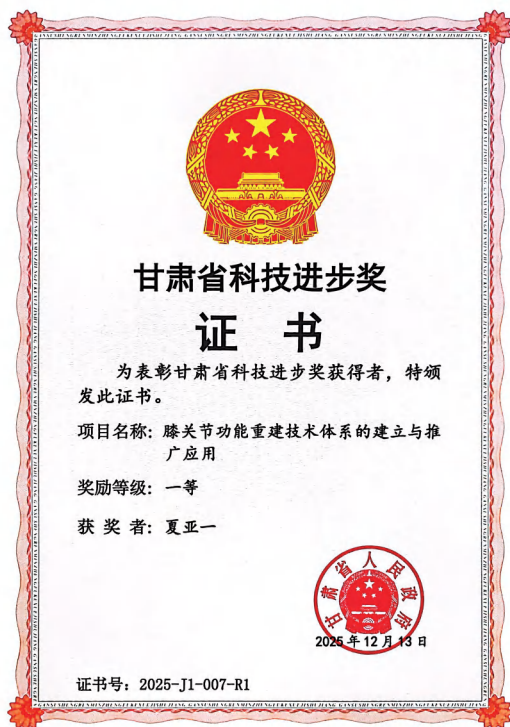 甘肃省科技进步奖
证 书
为表彰甘肃省科技进步奖获得者，特颁
发此证书。
项目名称：膝关节功能重建技术体系的建立与推
广应用
奖励等级：一等
获 奖 者：夏亚一
甘肃省人民政府
2025年12月13日
证书号：2025-J1-007-R1